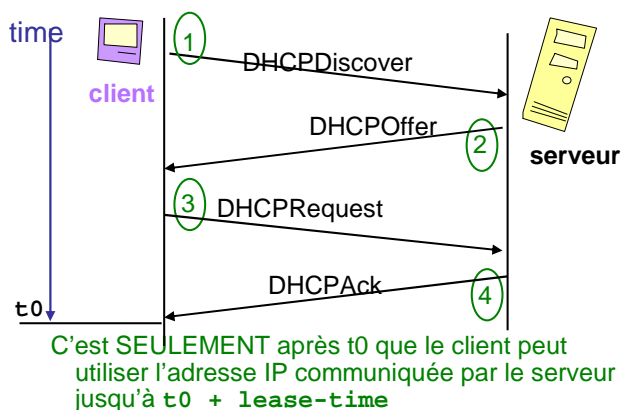 time
1
DHCPDiscover
client
DHCPOffer
2
serveur
3
DHCPRequest
DHCPAck
4
t0
C'est SEULEMENT après t0 que le client peut
utiliser l'adresse IP communiquée par le serveur
jusqu'à t0 + lease-time